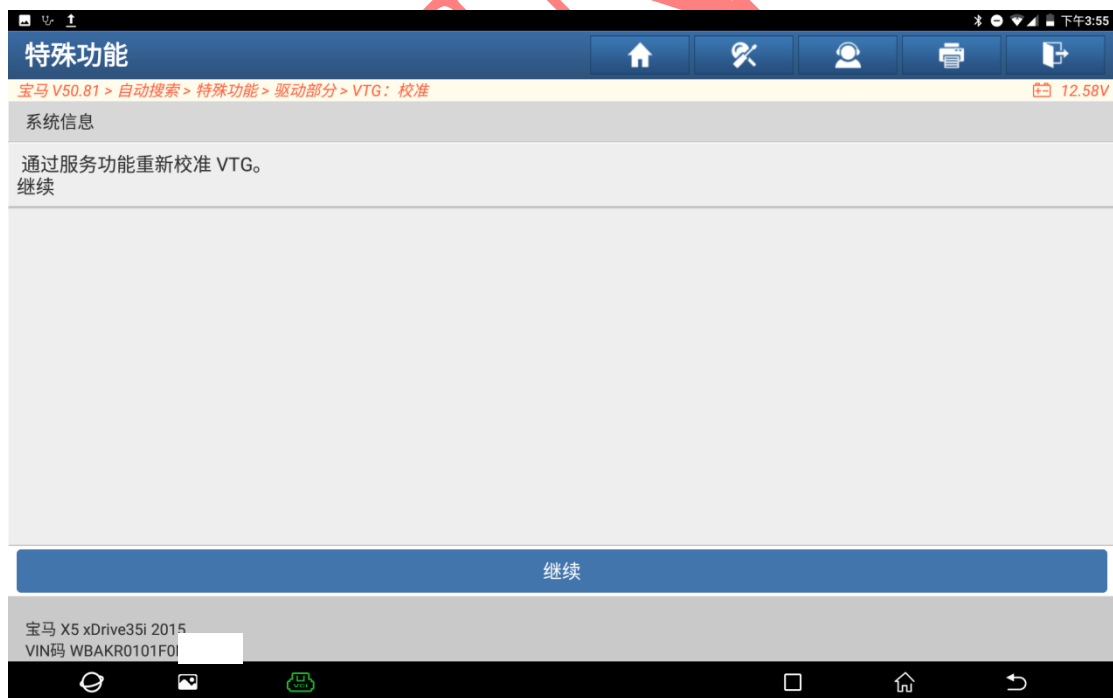 下午3:55
特殊功能
宝马 V50.81 > 自动搜索 > 特殊功能 > 驱动部分 > VTG：校准
12.58V
系统信息
通过服务功能重新校准 VTG。
继续
继续
宝马 X5 xDrive35i 2015
VIN码 WBAKR0101F0
VCI